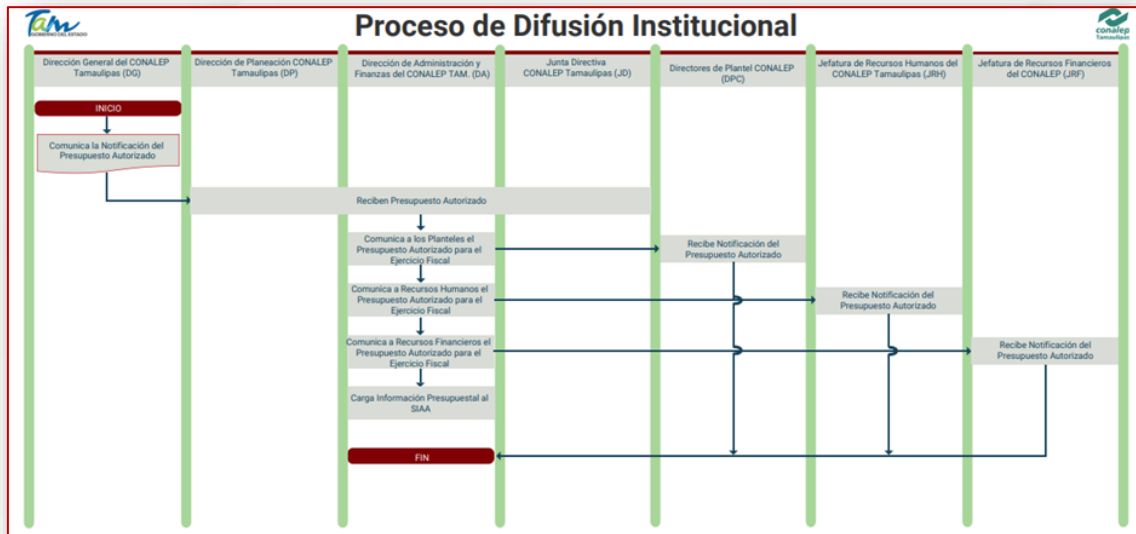 Tam
GOBIERNO DEL ESTADO
Proceso de Difusión Institucional
conalep
Tamaulipas
Dirección General del CONALEP
Tamaulipas (DG)
Dirección de Planeación CONALEP
Tamaulipas (DP)
Dirección de Administración y
Finanzas del CONALEP TAM. (DA)
Junta Directiva
CONALEP Tamaulipas (JD)
Directores de Plantel CONALEP
(DPC)
Jefatura de Recursos Humanos del
CONALEP Tamaulipas (JRH)
Jefatura de Recursos Financieros
del CONALEP (JRF)
INICIO
Comunica la Notificación del
Presupuesto Autorizado
Reciben Presupuesto Autorizado
Comunica a los Planteles el
Presupuesto Autorizado para el
Ejercicio Fiscal
Recibe Notificación del
Presupuesto Autorizado
Comunica a Recursos Humanos el
Presupuesto Autorizado para el
Ejercicio Fiscal
Recibe Notificación del
Presupuesto Autorizado
Comunica a Recursos Financieros el
Presupuesto Autorizado para el
Ejercicio Fiscal
Recibe Notificación del
Presupuesto Autorizado
Carga Información Presupuestal al
SIAA
FIN